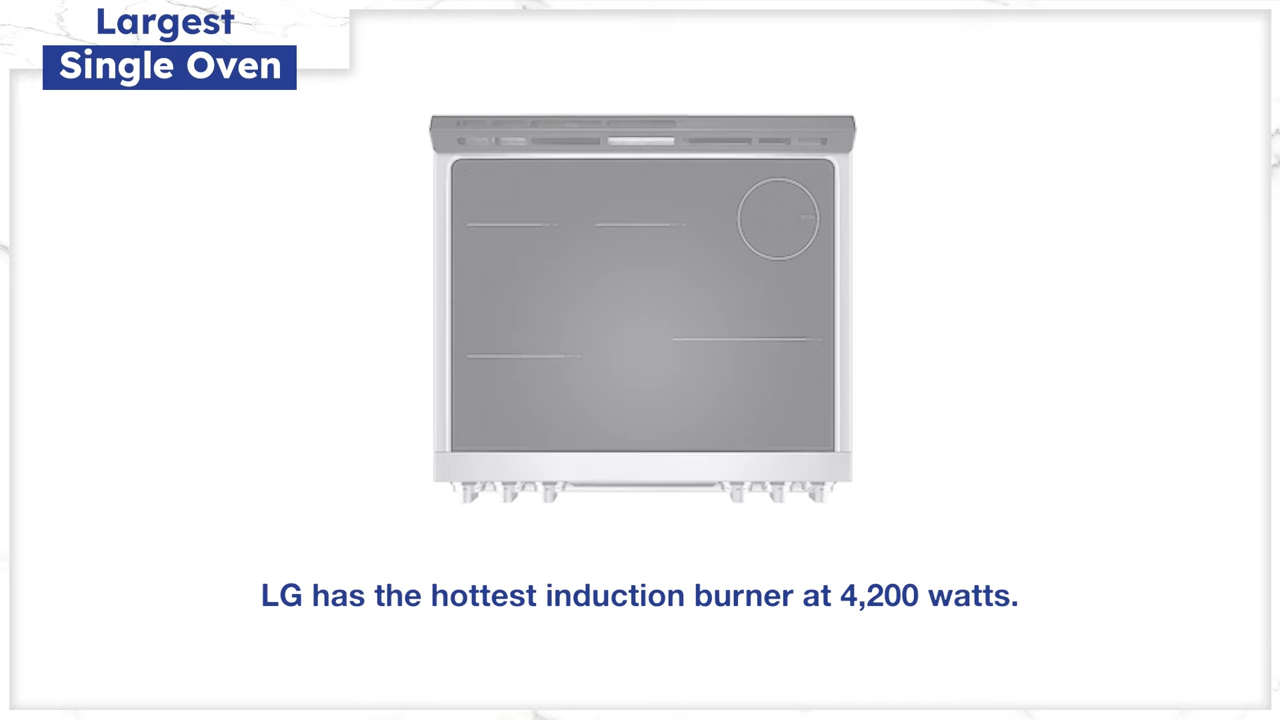 Largest
Single Oven
LG has the hottest induction burner at 4,200 watts.